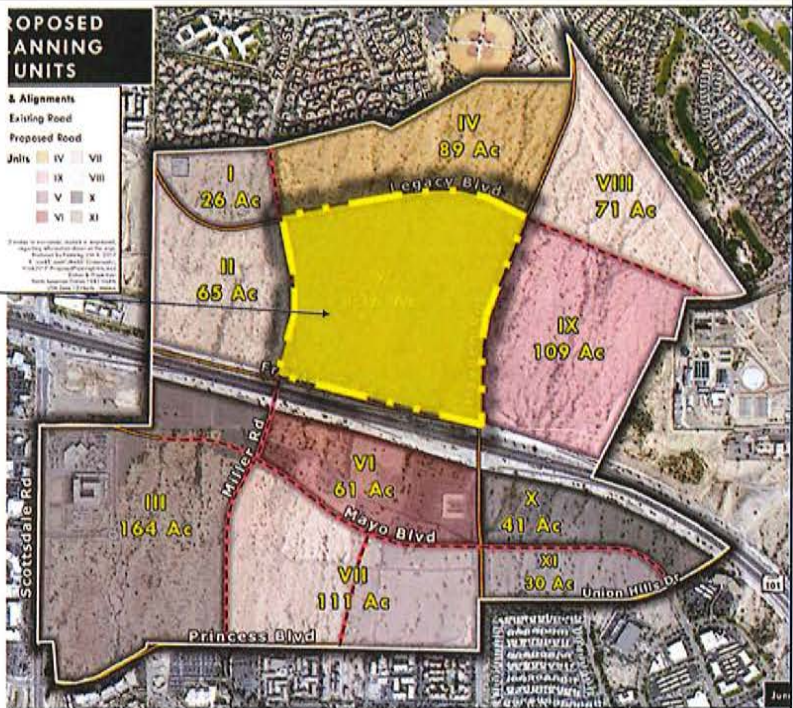 ROPOSED
LANNING
UNITS
& Alignments
Existing Road
Proposed Road
Units IV VII
IX VIII
V X
VI XI
76th St
IV
89 Ac
I
26 Ac
Legacy Blvd
VIII
71 Ac
II
65 Ac
IX
109 Ac
Scottsdale Rd
Miller Rd
VI
61 Ac
III
164 Ac
Mayo Blvd
X
41 Ac
XI
30 Ac
Union Hills Dr
VII
111 Ac
Princess Blvd
101